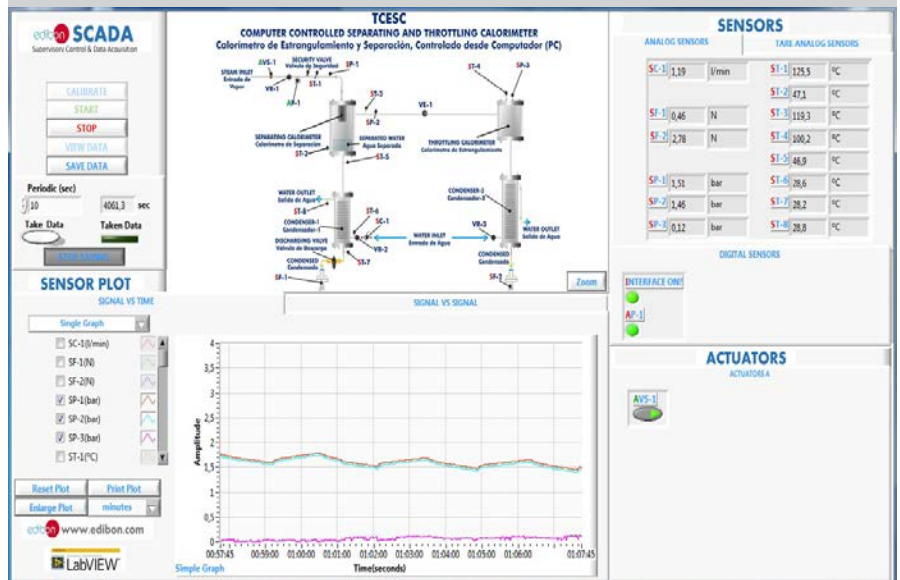 edibon SCADA
Supervisory Control & Data Acquisition
CALIBRATE
START
STOP
VIEW DATA
SAVE DATA
Periodic (sec)
10
4061,3 sec
Take Data
Taken Data
TCESC
COMPUTER CONTROLLED SEPARATING AND THROTTLING CALORIMETER
Calorímetro de Estrangulamiento y Separación, Controlado desde Computador (PC)
AVS-1
SECURITY VALVE
Válvula de Seguridad
SP-1
STEAM INLET
Entrada de
Vapor
VR-1
ST-1
AP-1
ST-3
SP-2
VE-1
ST-4
SP-3
SEPARATING CALORIMETER
Calorímetro de Separación
SEPARATED WATER
Agua Separada
ST-2
ST-5
THROTTLING CALORIMETER
Calorímetro de Estrangulamiento
WATER OUTLET
Salida de Agua
ST-8
CONDENSER-1
Condensador-1
ST-6
SC-1
VR-2
DISCHARGING VALVE
Válvula de Descarga
ST-7
CONDENSED
Condensado
SF-1
WATER INLET
Entrada de Agua
CONDENSER-2
VR-3
WATER OUTLET
Salida de Agua
CONDENSED
Condensado
SF-2
Zoom
SENSORS
ANALOG SENSORS
TARE ANALOG SENSORS
SC-1 1,19 l/min
ST-1 125,5 ºC
ST-2 47,1 ºC
SF-1 0,46 N
ST-3 119,3 ºC
SF-2 2,78 N
ST-4 100,2 ºC
ST-5 46,9 ºC
SP-1 1,51 bar
ST-6 28,6 ºC
SP-2 1,46 bar
ST-7 28,2 ºC
SP-3 0,12 bar
ST-8 28,8 ºC
DIGITAL SENSORS
INTERFACE ON?
AP-1
ACTUATORS
ACTUATORS A
AVS-1
SENSOR PLOT
SIGNAL VS TIME
SIGNAL VS SIGNAL
Single Graph
SC-1(l/min)
SF-1(N)
SF-2(N)
SP-1(bar)
SP-2(bar)
SP-3(bar)
ST-1(ºC)
Reset Plot
Print Plot
Enlarge Plot
minutes
edibon www.edibon.com
LabVIEW
Amplitude
4
3,5
3
2,5
2
1,5
1
0,5
0
00:57:45 00:59:00 01:00:00 01:01:00 01:02:00 01:03:00 01:04:00 01:05:00 01:06:00 01:07:45
Simple Graph
Time(seconds)